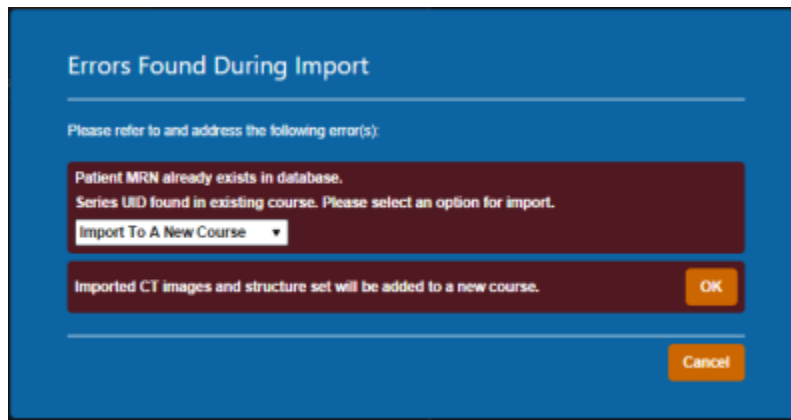 Errors Found During Import
Please refer to and address the following error(s):
Patient MRN already exists in database.
Series UID found in existing course. Please select an option for import.
Import To A New Course
Imported CT images and structure set will be added to a new course.
OK
Cancel